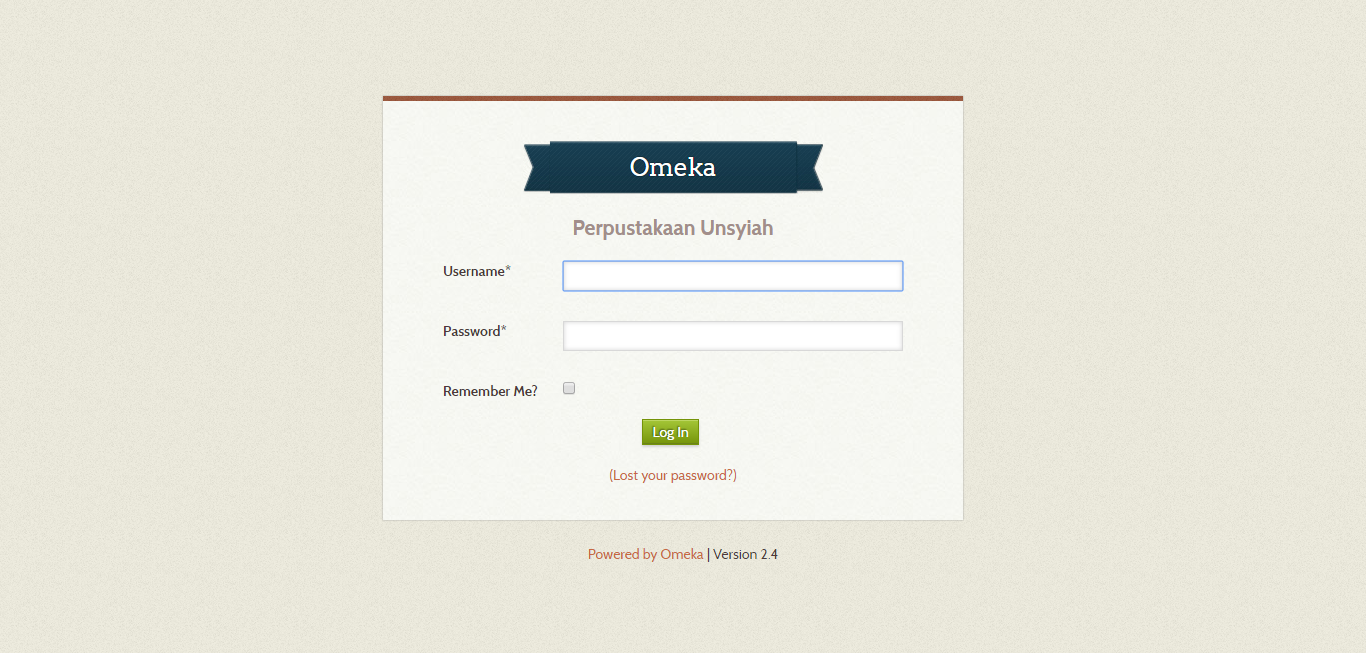 Omeka
Perpustakaan Unsyiah
Username*
Password*
Remember Me?
Log In
(Lost your password?)
Powered by Omeka | Version 2.4